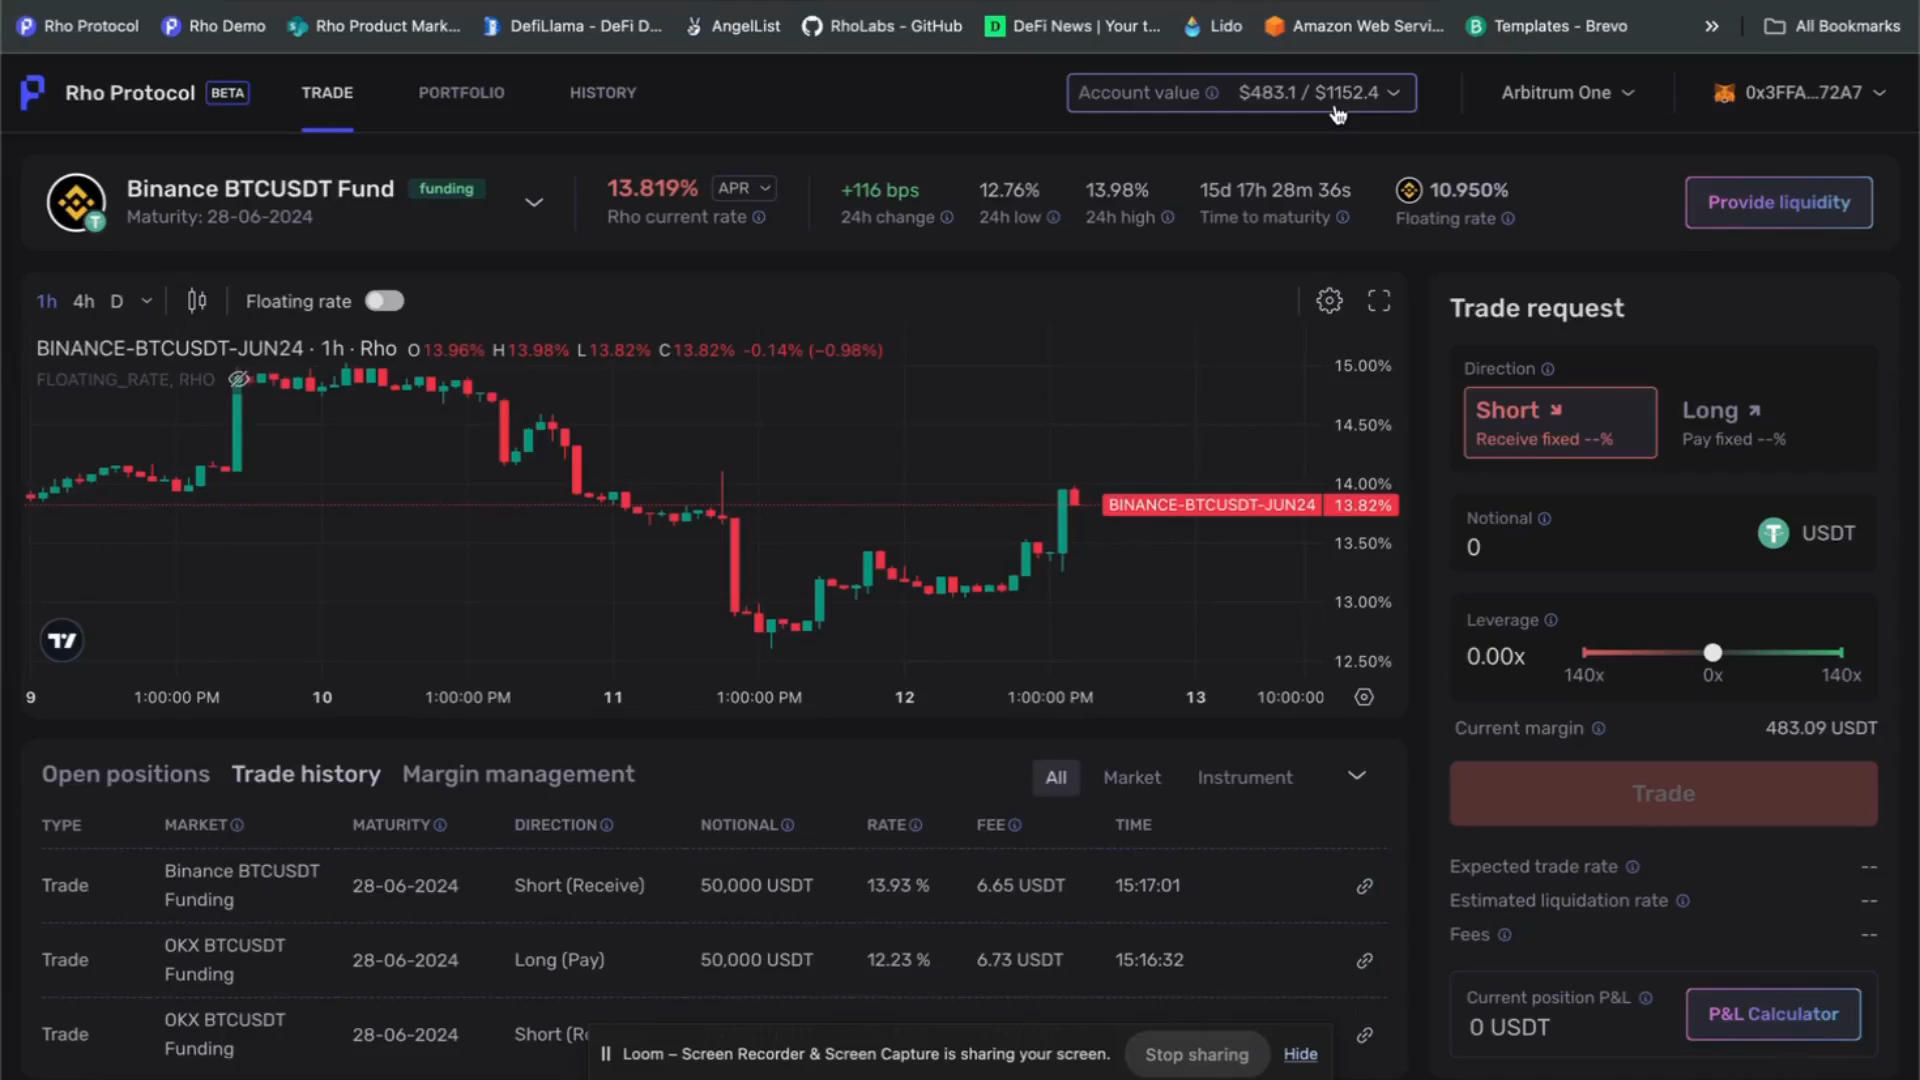 Rho Protocol Rho Demo Rho Product Mark... DefiLlama - DeFi D... AngelList RhoLabs - GitHub DeFi News | Your t... Lido Amazon Web Servi... Templates - Brevo » All Bookmarks
Rho Protocol BETA TRADE PORTFOLIO HISTORY Account value $483.1 / $1152.4 Arbitrum One 0x3FFA...72A7
Binance BTCUSDT Fund funding
Maturity: 28-06-2024
13.819% APR
Rho current rate
+116 bps
24h change
12.76%
24h low
13.98%
24h high
15d 17h 28m 36s
Time to maturity
10.950%
Floating rate
Provide liquidity
1h 4h D Floating rate
BINANCE-BTCUSDT-JUN24 · 1h · Rho O13.96% H13.98% L13.82% C13.82% -0.14% (−0.98%)
FLOATING_RATE, RHO
15.00%
14.50%
14.00%
BINANCE-BTCUSDT-JUN24 13.82%
13.50%
13.00%
12.50%
9 1:00:00 PM 10 1:00:00 PM 11 1:00:00 PM 12 1:00:00 PM 13 10:00:00
Trade request
Direction
Short
Receive fixed --%
Long
Pay fixed --%
Notional
0
USDT
Leverage
0.00x
140x 0x 140x
Current margin 483.09 USDT
Trade
Expected trade rate --
Estimated liquidation rate --
Fees --
Current position P&L
0 USDT
P&L Calculator
Open positions Trade history Margin management All Market Instrument
TYPE MARKET MATURITY DIRECTION NOTIONAL RATE FEE TIME
Trade Binance BTCUSDT Funding 28-06-2024 Short (Receive) 50,000 USDT 13.93 % 6.65 USDT 15:17:01
Trade OKX BTCUSDT Funding 28-06-2024 Long (Pay) 50,000 USDT 12.23 % 6.73 USDT 15:16:32
Trade OKX BTCUSDT Funding 28-06-2024 Short (Re
Loom – Screen Recorder & Screen Capture is sharing your screen. Stop sharing Hide